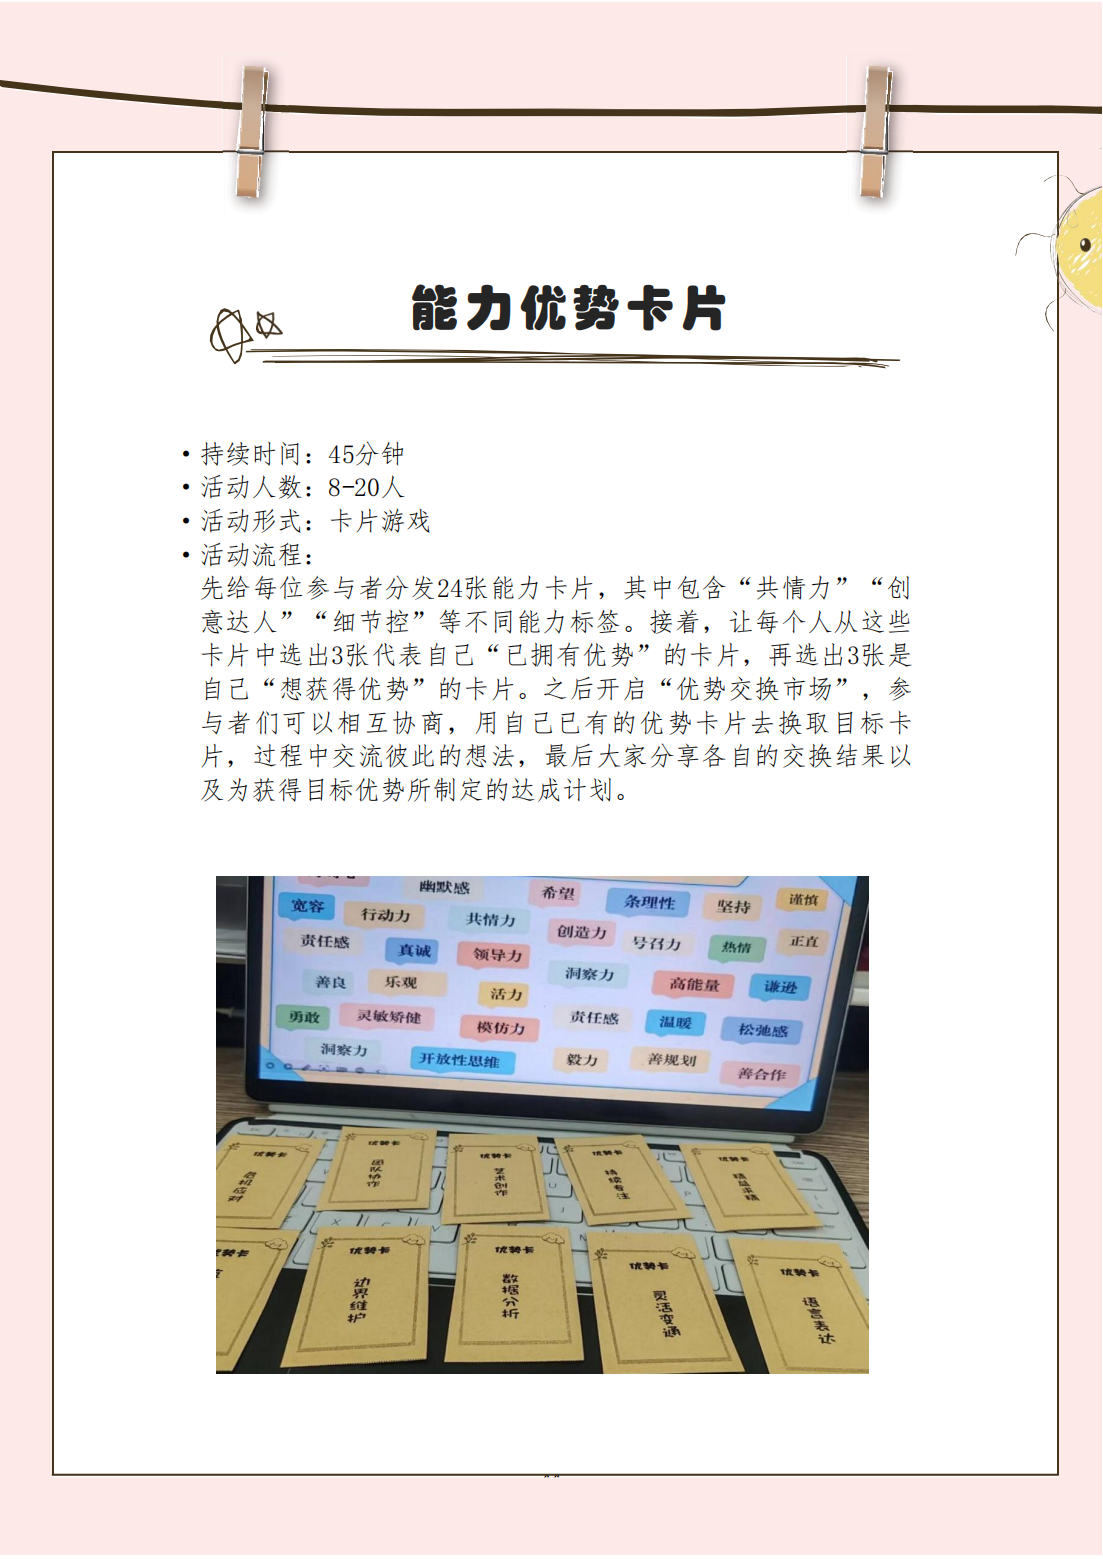 能力优势卡片
• 持续时间：45分钟
• 活动人数：8-20人
• 活动形式：卡片游戏
• 活动流程：
先给每位参与者分发24张能力卡片，其中包含“共情力”“创
意达人”“细节控”等不同能力标签。接着，让每个人从这些
卡片中选出3张代表自己“已拥有优势”的卡片，再选出3张是
自己“想获得优势”的卡片。之后开启“优势交换市场”，参
与者们可以相互协商，用自己已有的优势卡片去换取目标卡
片，过程中交流彼此的想法，最后大家分享各自的交换结果以
及为获得目标优势所制定的达成计划。
幽默感 希望 条理性 坚持 谨慎
宽容 行动力 共情力 创造力 号召力 热情 正直
责任感 真诚 领导力 洞察力 高能量 谦逊
善良 乐观 活力
勇敢 灵敏矫健 模仿力 责任感 温暖 松弛感
洞察力 开放性思维 毅力 善规划 善合作
优势卡 危机应对
优势卡 团队协作
优势卡 艺术创作
优势卡 持续专注
优势卡 精益求精
优势卡
优势卡 边界维护
优势卡 数据分析
优势卡 灵活变通
优势卡 语言表达